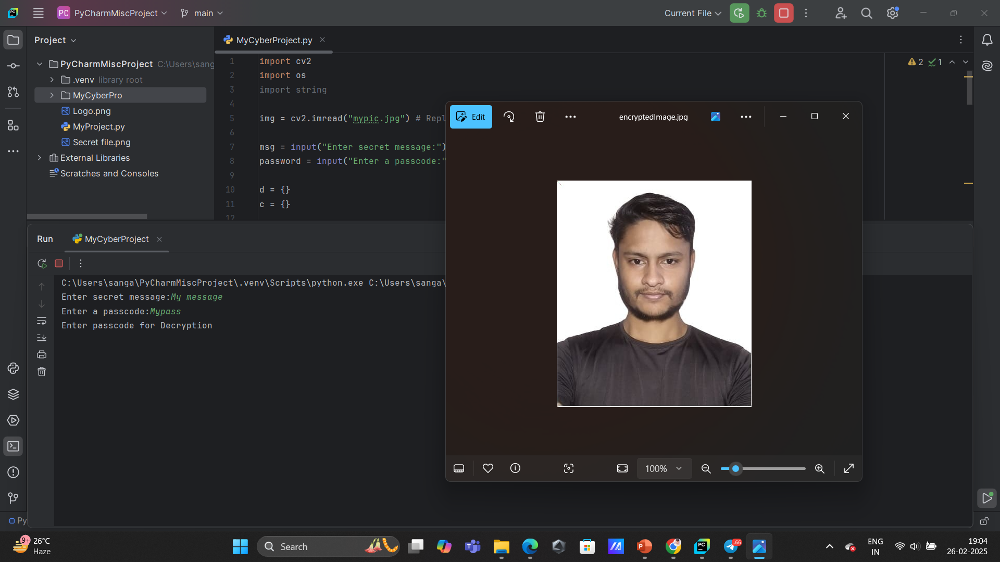 PC PyCharmMiscProject main Current File
Project
MyCyberProject.py
PyCharmMiscProject C:\Users\sang
.venv library root
MyCyberPro
Logo.png
MyProject.py
Secret file.png
External Libraries
Scratches and Consoles
2 1
1 import cv2
2 import os
3 import string
4
5 img = cv2.imread("mypic.jpg") # Repl
6
7 msg = input("Enter secret message:")
8 password = input("Enter a passcode:"
9
10 d = {}
11 c = {}
12
Edit encryptedImage.jpg
Run MyCyberProject
C:\Users\sanga\PyCharmMiscProject\.venv\Scripts\python.exe C:\Users\sanga\
Enter secret message:My message
Enter a passcode:Mypass
Enter passcode for Decryption
100%
Py
9+ 26°C
Haze
Search
.66
ENG
IN
19:04
26-02-2025